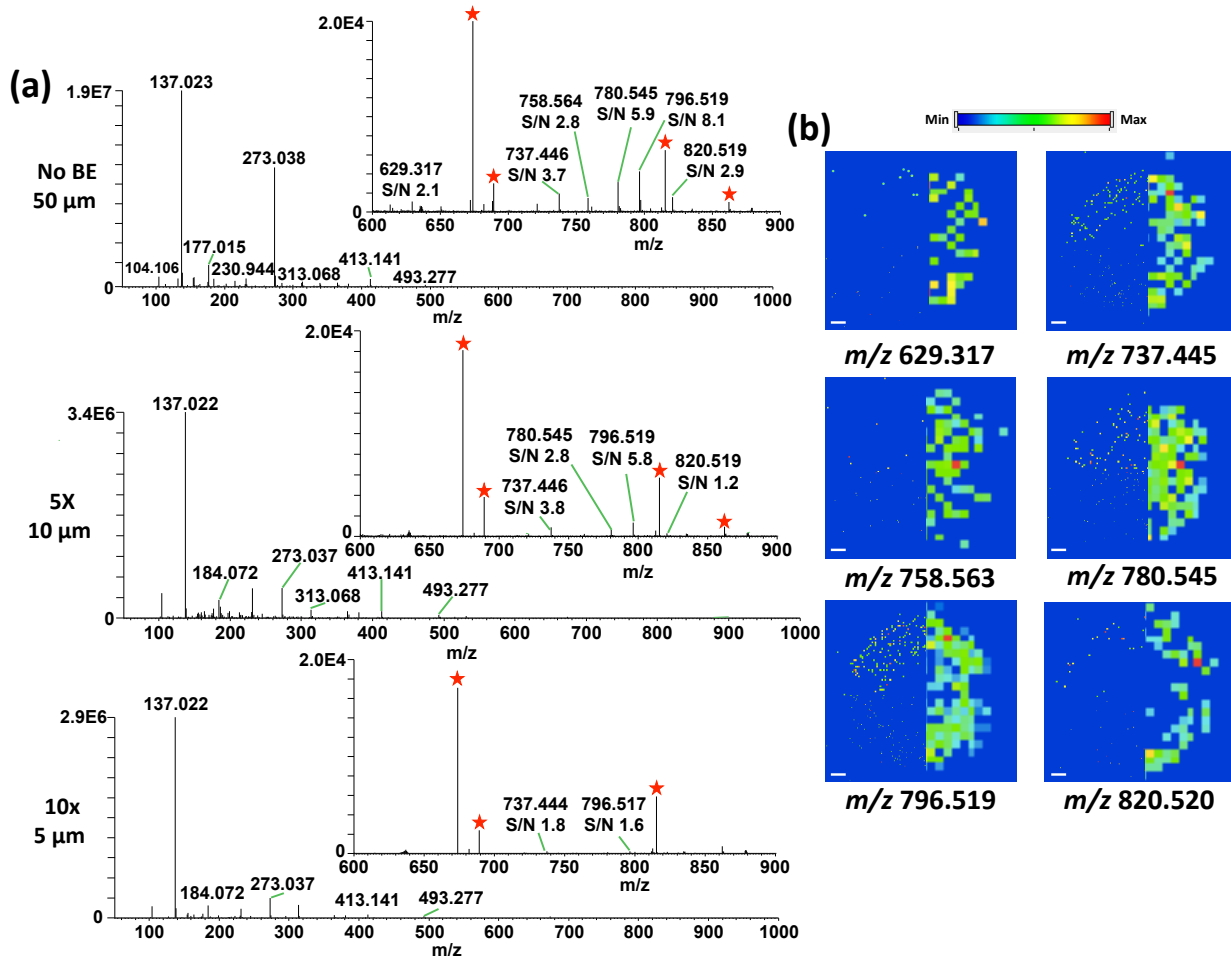 (a)
No BE
50 µm
1.9E7
0
137.023
273.038
177.015
104.106
230.944
313.068
413.141
493.277
100 200 300 400 500 600 700 800 900 1000
m/z
2.0E4
0
629.317
S/N 2.1
737.446
S/N 3.7
758.564
S/N 2.8
780.545
S/N 5.9
796.519
S/N 8.1
820.519
S/N 2.9
600 650 700 750 800 850 900
m/z
5X
10 µm
3.4E6
0
137.022
184.072
273.037
313.068
413.141
493.277
100 200 300 400 500 600 700 800 900 1000
m/z
2.0E4
0
737.446
S/N 3.8
780.545
S/N 2.8
796.519
S/N 5.8
820.519
S/N 1.2
600 650 700 750 800 850 900
m/z
10x
5 µm
2.9E6
0
137.022
184.072
273.037
413.141
493.277
100 200 300 400 500 600 700 800 900 1000
m/z
2.0E4
0
737.444
S/N 1.8
796.517
S/N 1.6
600 650 700 750 800 850 900
m/z
(b)
Min Max
m/z 629.317
m/z 737.445
m/z 758.563
m/z 780.545
m/z 796.519
m/z 820.520